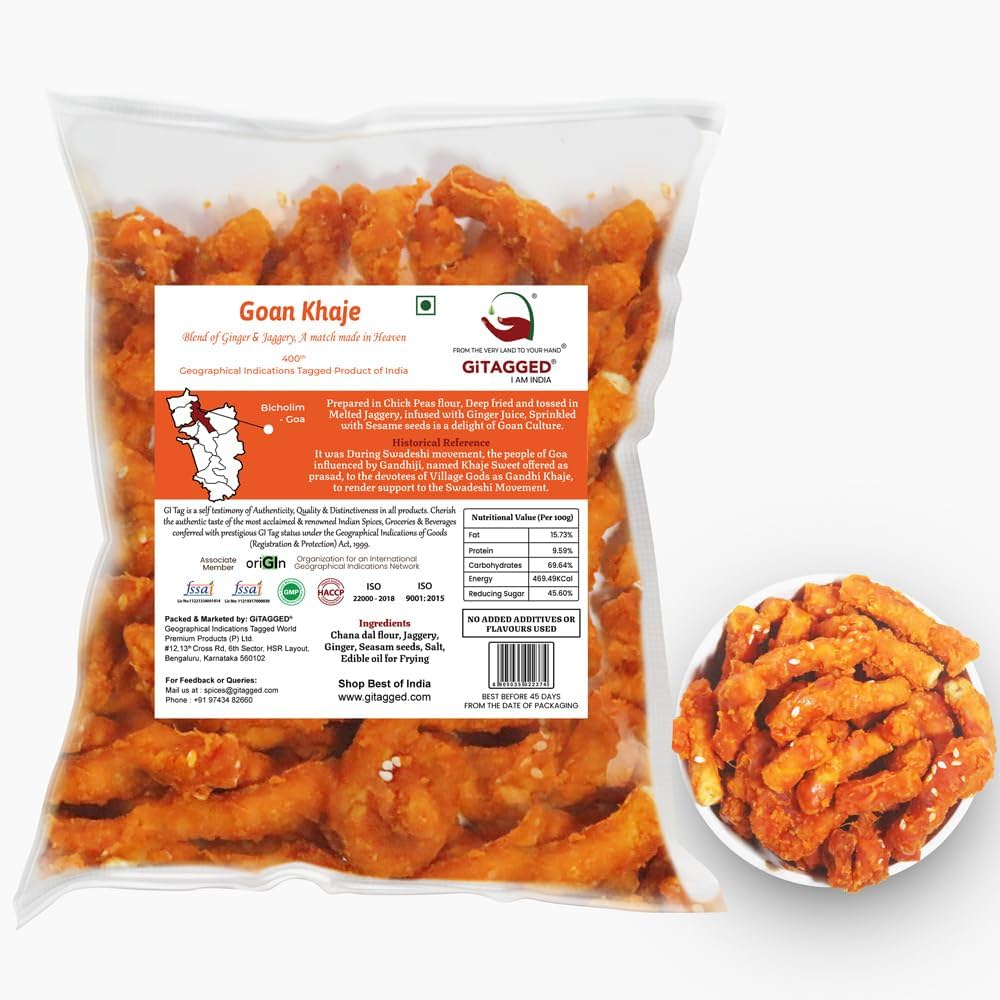 Goan Khaje
Blend of Ginger & Jaggery, A match made in Heaven
400th
Geographical Indications Tagged Product of India
®
FROM THE VERY LAND TO YOUR HAND®
GiTAGGED®
I AM INDIA
Bicholim
- Goa
Prepared in Chick Peas flour, Deep fried and tossed in
Melted Jaggery, infused with Ginger Juice, Sprinkled
with Sesame seeds is a delight of Goan Culture.
Historical Reference
It was During Swadeshi movement, the people of Goa
influenced by Gandhiji, named Khaje Sweet offered as
prasad, to the devotees of Village Gods as Gandhi Khaje,
to render support to the Swadeshi Movement.
GI Tag is a self testimony of Authenticity, Quality & Distinctiveness in all products. Cherish
the authentic taste of the most acclaimed & renowned Indian Spices, Groceries & Beverages
conferred with prestigious GI Tag status under the Geographical Indications of Goods
(Registration & Protection) Act, 1999.
Associate
Member
oriGIn
Organization for an International
Geographical Indications Network
fssai
fssai
GMP
HACCP
ISO
22000 - 2018
ISO
9001: 2015
Packed & Marketed by: GiTAGGED®
Geographical Indications Tagged World
Premium Products (P) Ltd.
#12,13th Cross Rd, 6th Sector, HSR Layout,
Bengaluru, Karnataka 560102
For Feedback or Queries:
Mail us at : spices@gitagged.com
Phone : +91 97434 82660
Ingredients
Chana dal flour, Jaggery,
Ginger, Seasam seeds, Salt,
Edible oil for Frying
Shop Best of India
www.gitagged.com
Nutritional Value (Per 100g)
Fat 15.73%
Protein 9.59%
Carbohydrates 69.64%
Energy 469.49KCal
Reducing Sugar 45.60%
NO ADDED ADDITIVES OR
FLAVOURS USED
BEST BEFORE 45 DAYS
FROM THE DATE OF PACKAGING